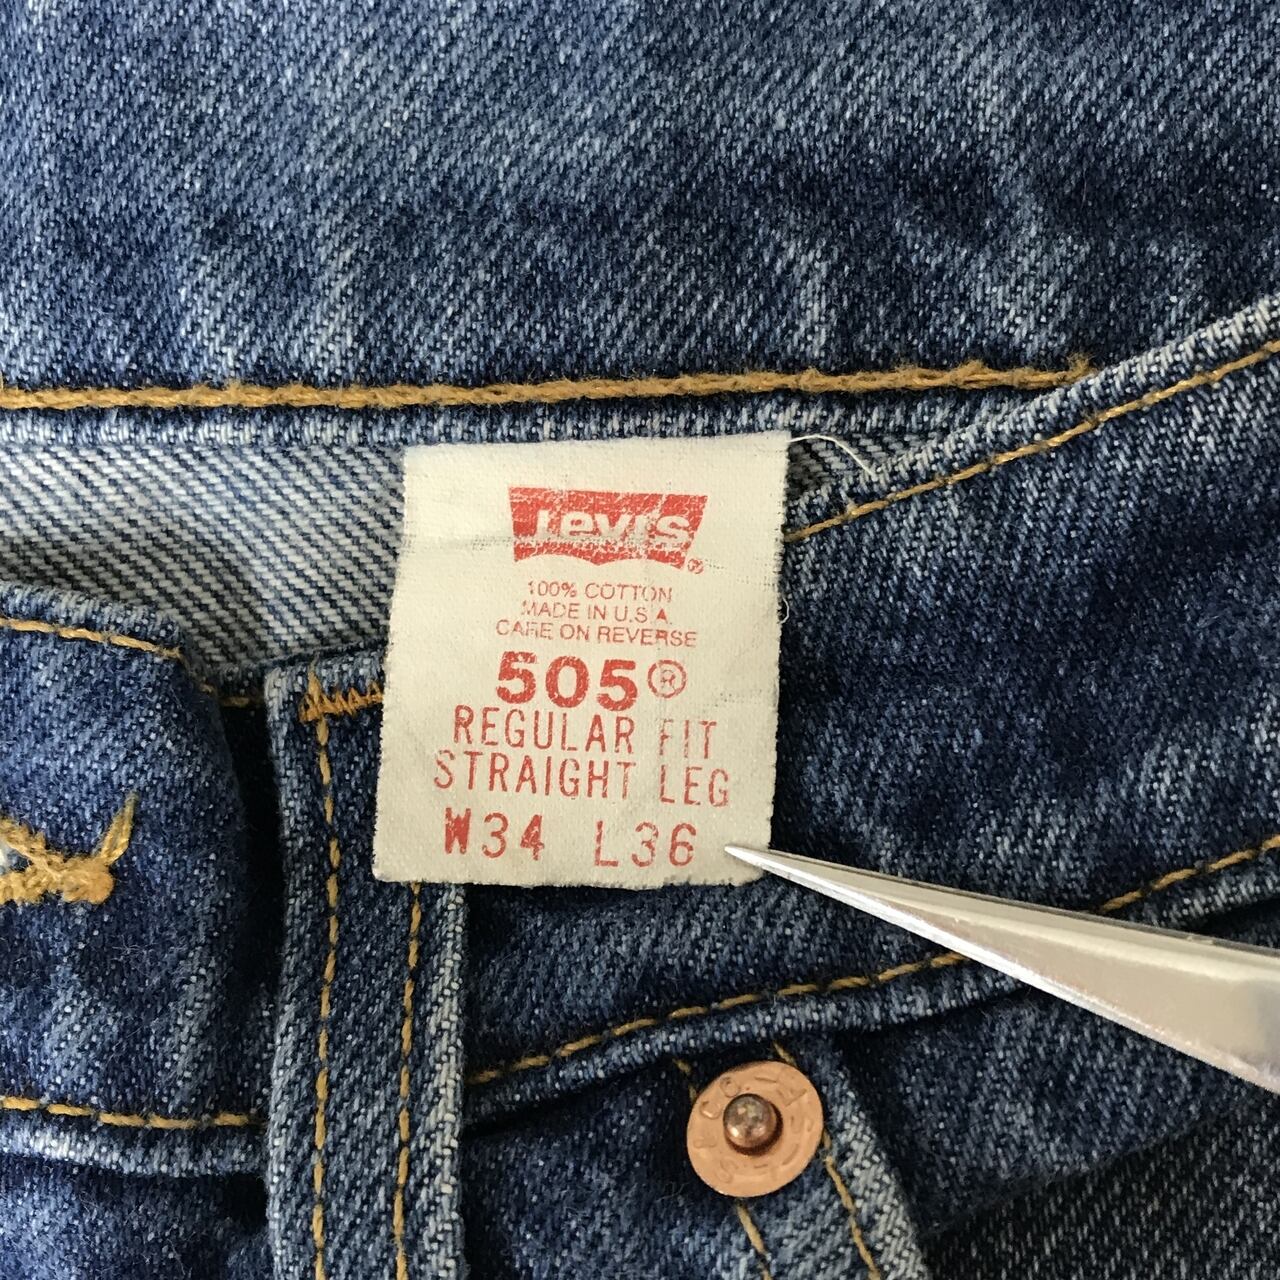 Levi's®
100% COTTON
MADE IN U.S.A.
CARE ON REVERSE
505®
REGULAR FIT
STRAIGHT LEG
W34 L36